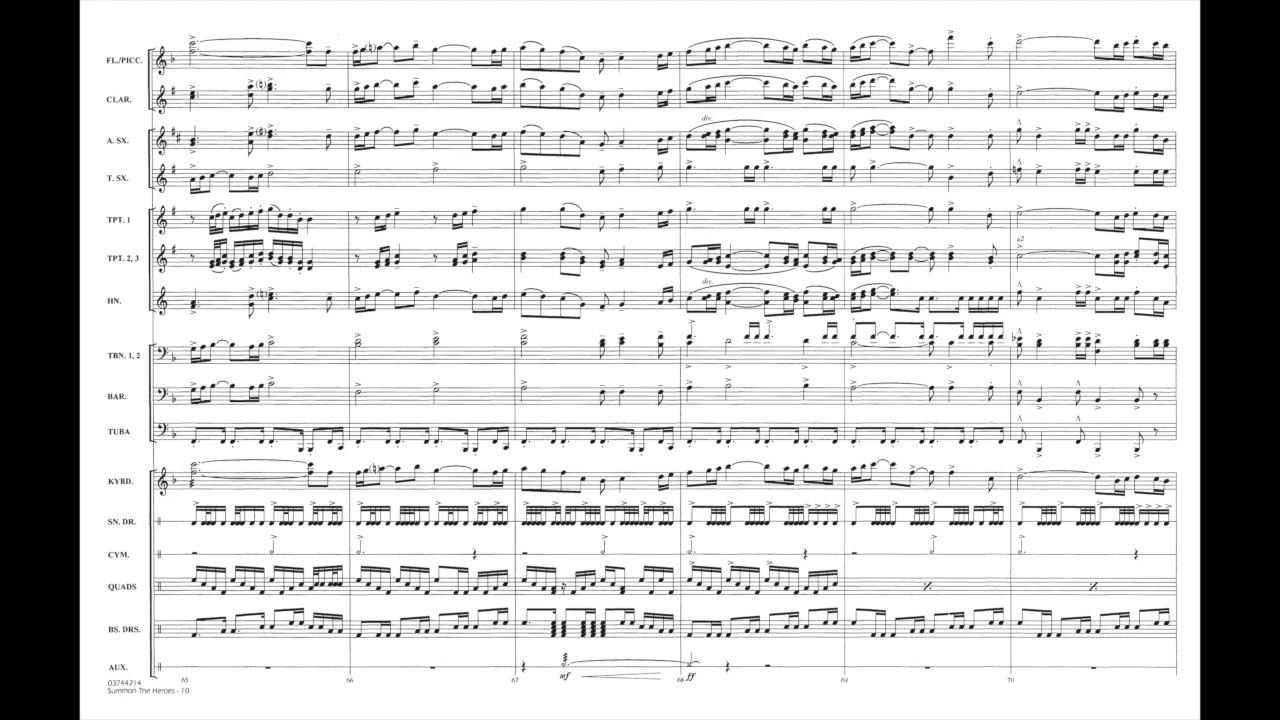 FL./PICC.
CLAR.
div.
A. SX.
T. SX.
TPT. 1
a2
TPT. 2, 3
div.
HN.
TBN. 1, 2
BAR.
TUBA
KYBD.
SN. DR.
CYM.
QUADS
BS. DRS.
AUX.
mf ff
65 66 67 68 69 70
03744214
Summon The Heroes - 10